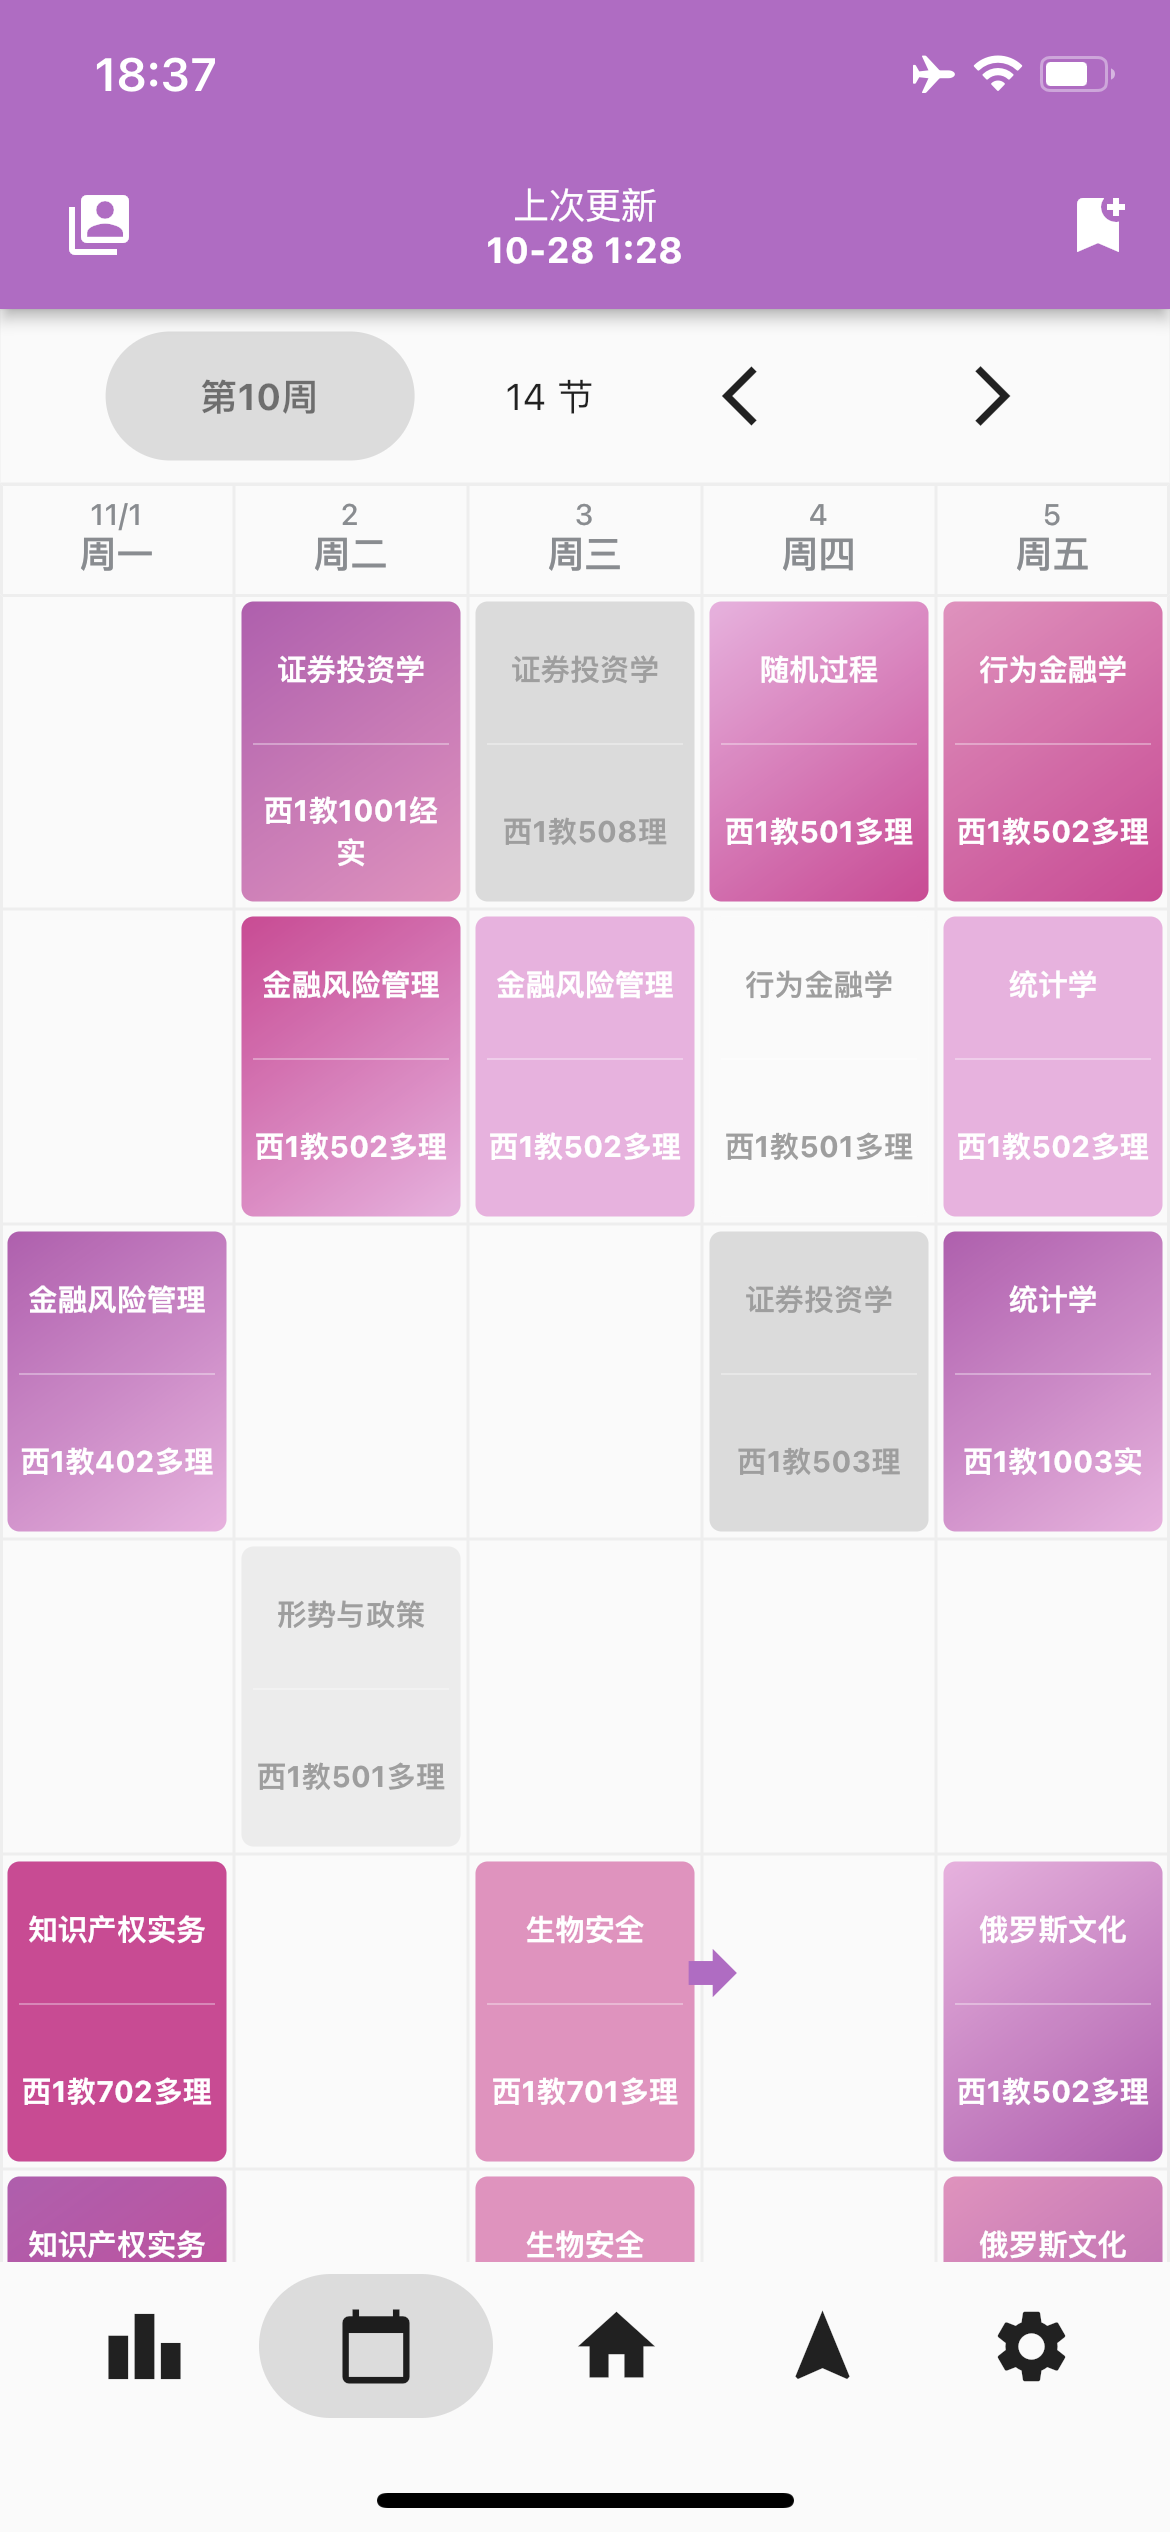 18:37
上次更新
10-28 1:28
第10周
14 节
11/1
周一
2
周二
3
周三
4
周四
5
周五
证券投资学
西1教1001经
实
证券投资学
西1教508理
随机过程
西1教501多理
行为金融学
西1教502多理
金融风险管理
西1教502多理
金融风险管理
西1教502多理
行为金融学
西1教501多理
统计学
西1教502多理
金融风险管理
西1教402多理
证券投资学
西1教503理
统计学
西1教1003实
形势与政策
西1教501多理
知识产权实务
西1教702多理
生物安全
西1教701多理
俄罗斯文化
西1教502多理
知识产权实务
生物安全
俄罗斯文化